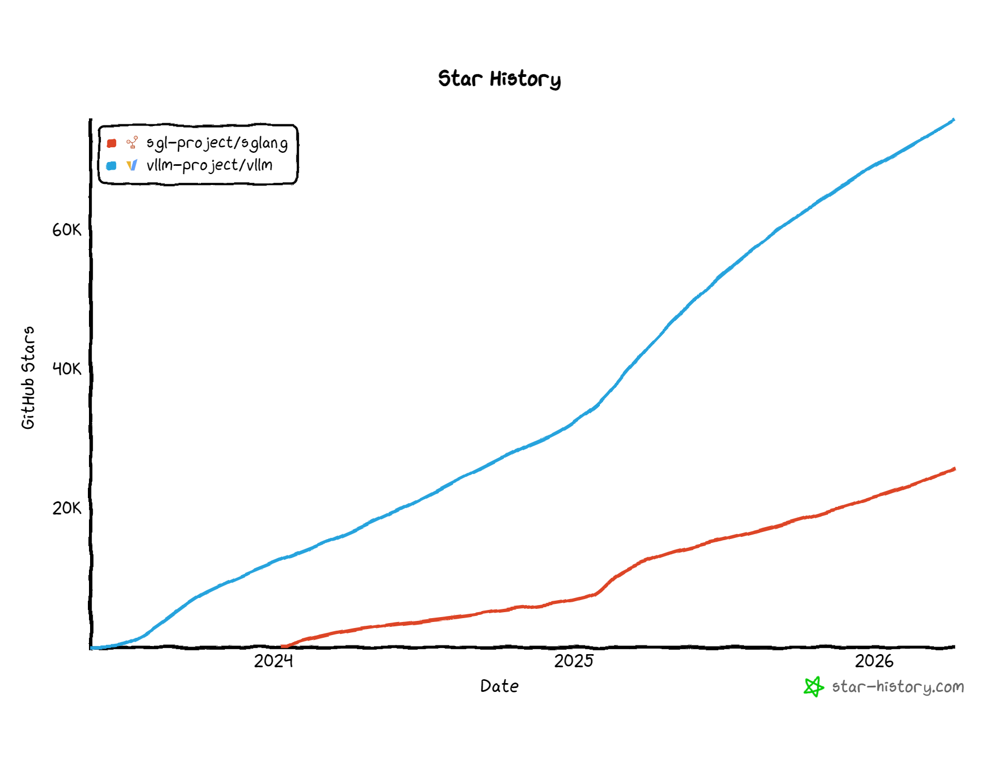 Star History
sgl-project/sglang
vllm-project/vllm
60K
40K
20K
GitHub Stars
2024
2025
2026
Date
star-history.com